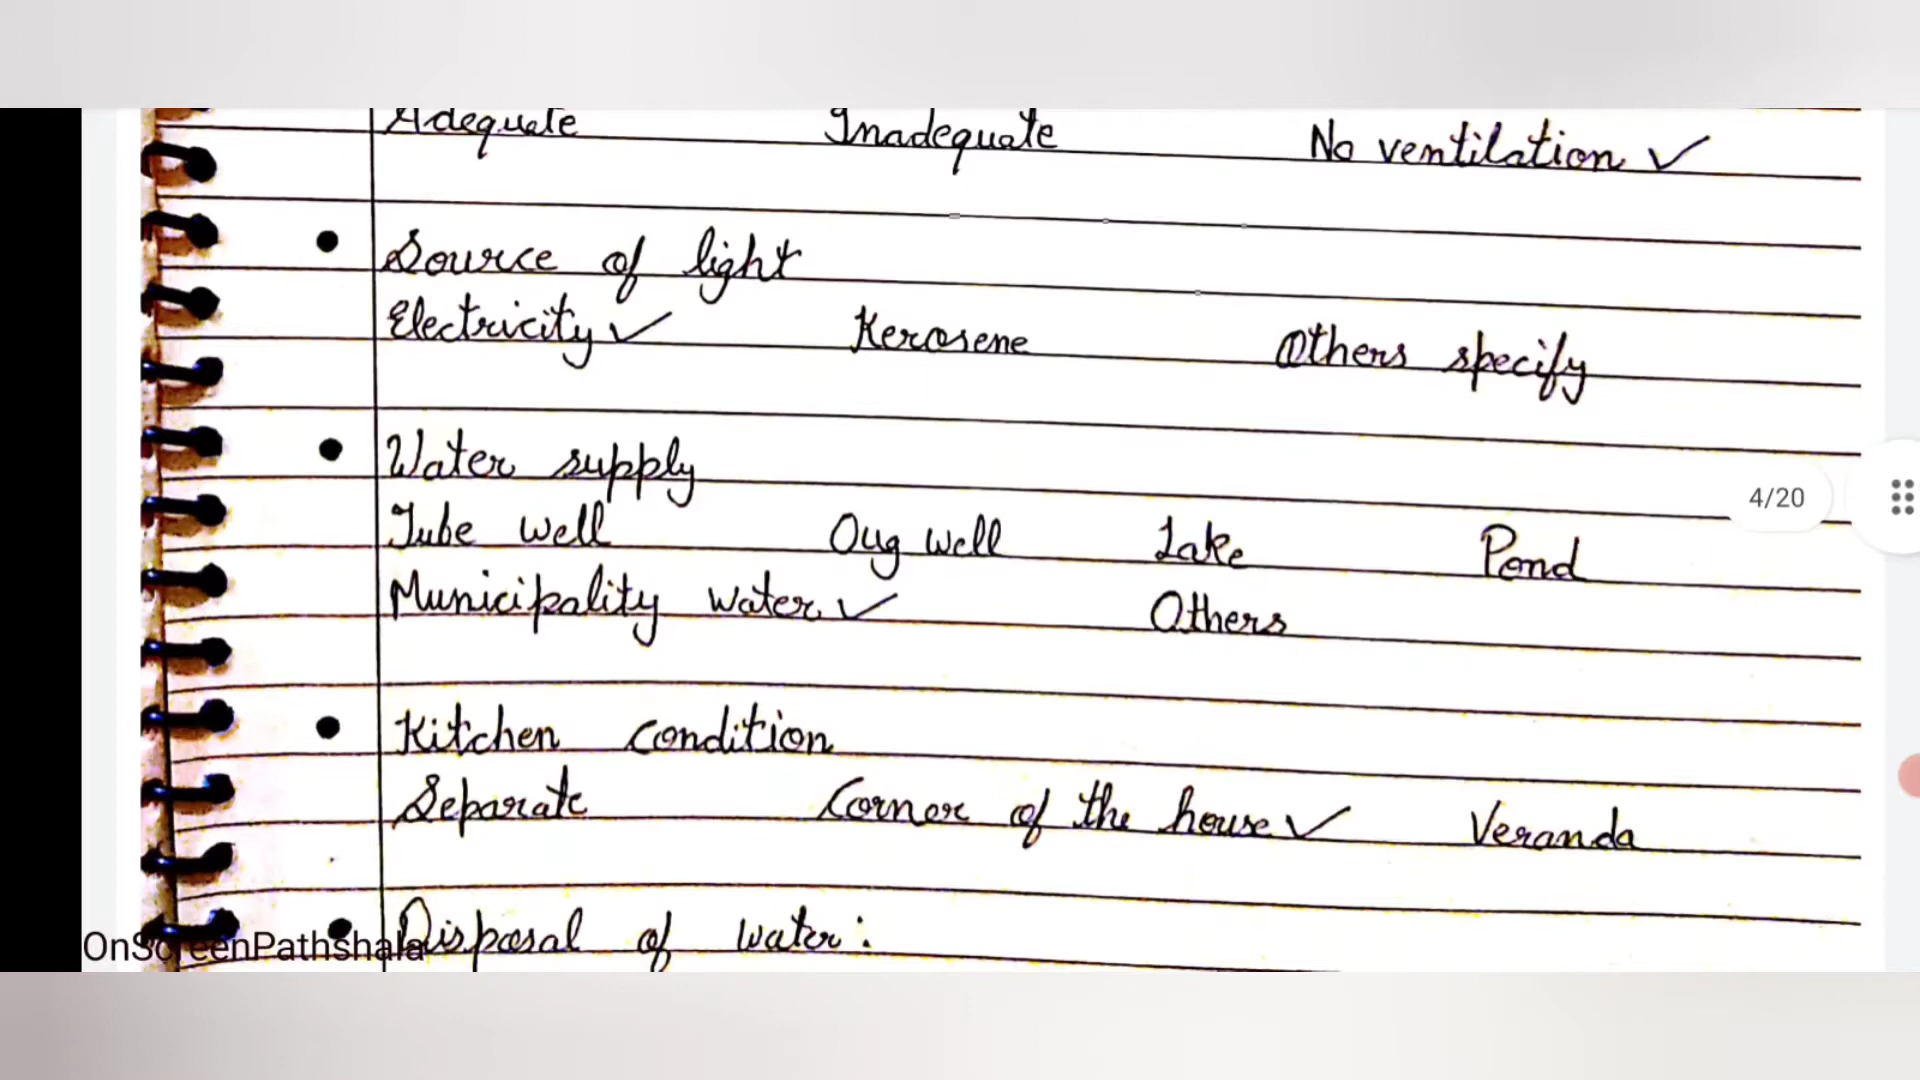 Adequate Inadequate No ventilation ✓
• Source of light
Electricity ✓ Kerosene Others specify
• Water supply
Tube well Oug well Lake Pond
Municipality water ✓ Others
4/20
• Kitchen condition
Separate Corner of the house ✓ Veranda
• Disposal of water:
OnScreenPathshala